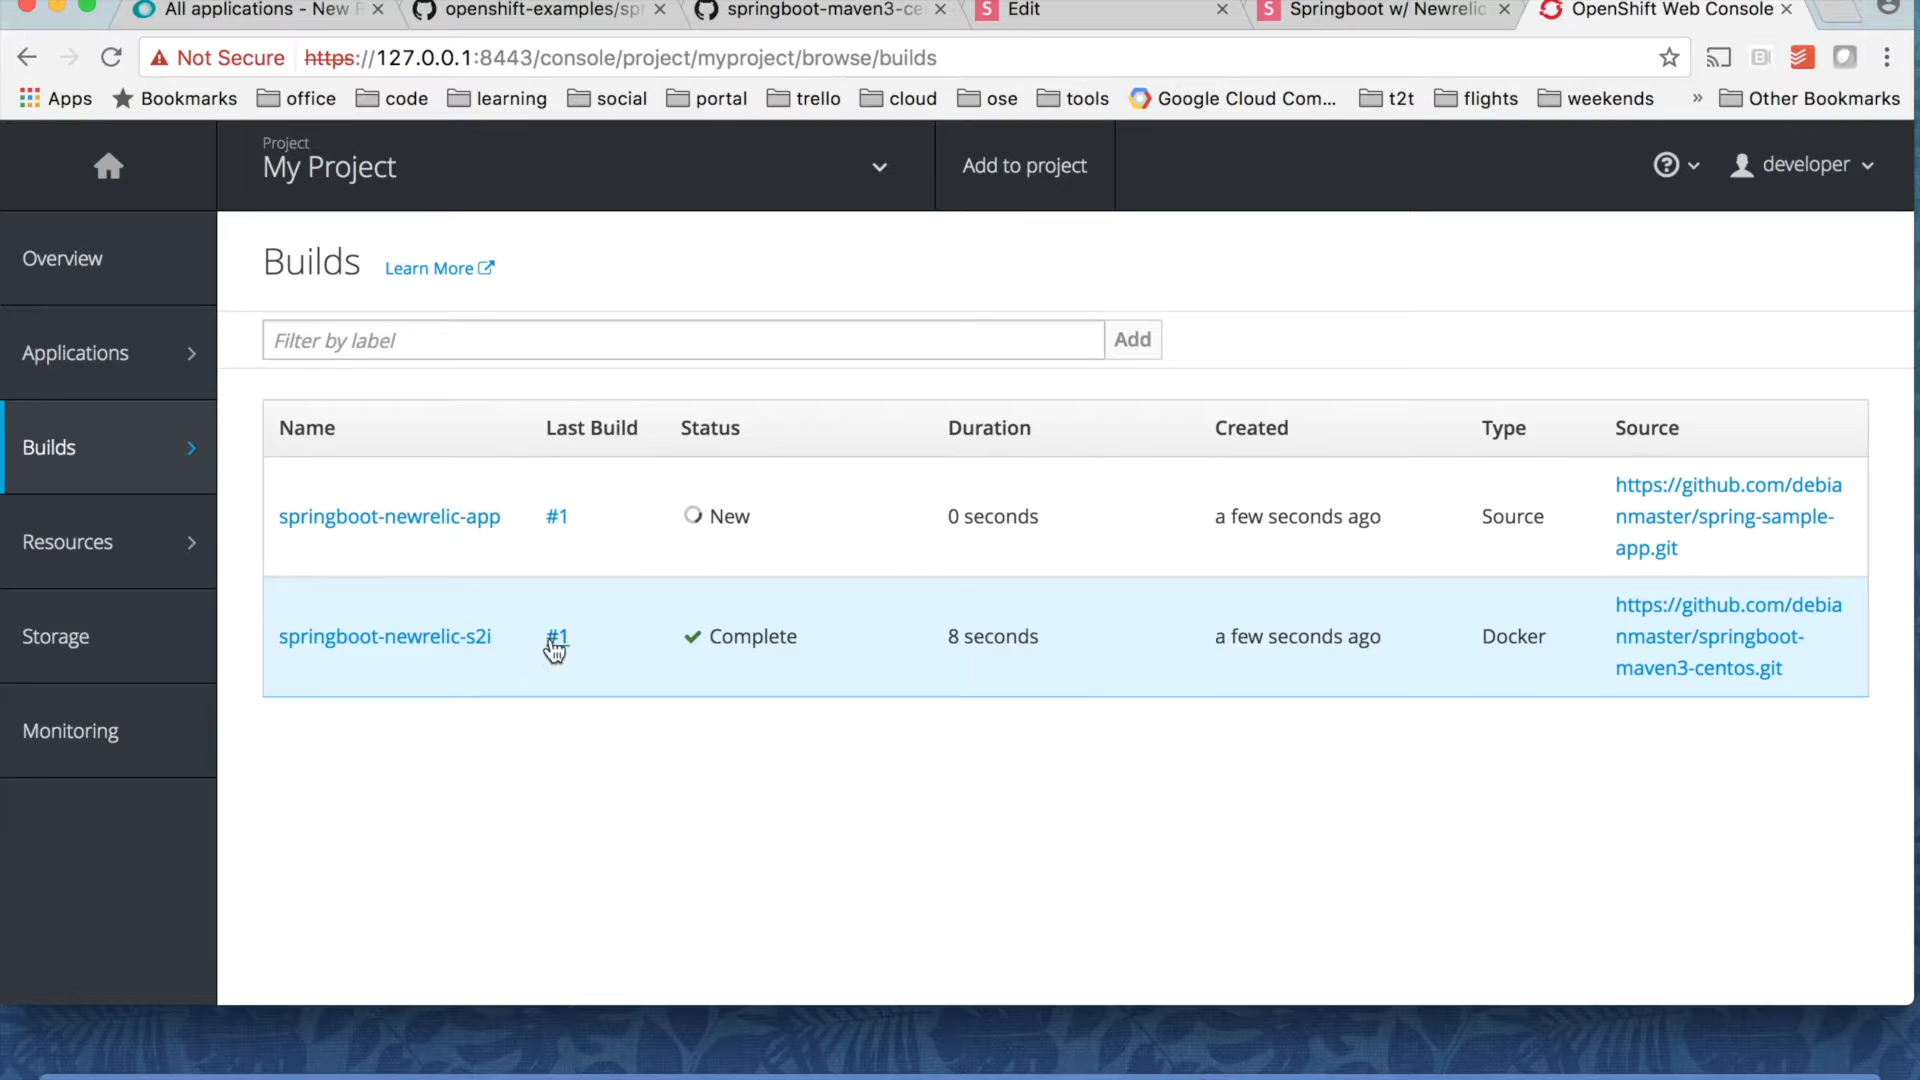 All applications - New
openshift-examples/sp
springboot-maven3-ce
Edit
Springboot w/ Newrelic
OpenShift Web Console
Not Secure https://127.0.0.1:8443/console/project/myproject/browse/builds
Apps Bookmarks office code learning social portal trello cloud ose tools Google Cloud Com... t2t flights weekends » Other Bookmarks
Project
My Project
Add to project
developer
Overview
Applications
Builds
Resources
Storage
Monitoring
Builds Learn More
Filter by label Add
Name Last Build Status Duration Created Type Source
springboot-newrelic-app #1 New 0 seconds a few seconds ago Source https://github.com/debia
nmaster/spring-sample-
app.git
springboot-newrelic-s2i #1 Complete 8 seconds a few seconds ago Docker https://github.com/debia
nmaster/springboot-
maven3-centos.git